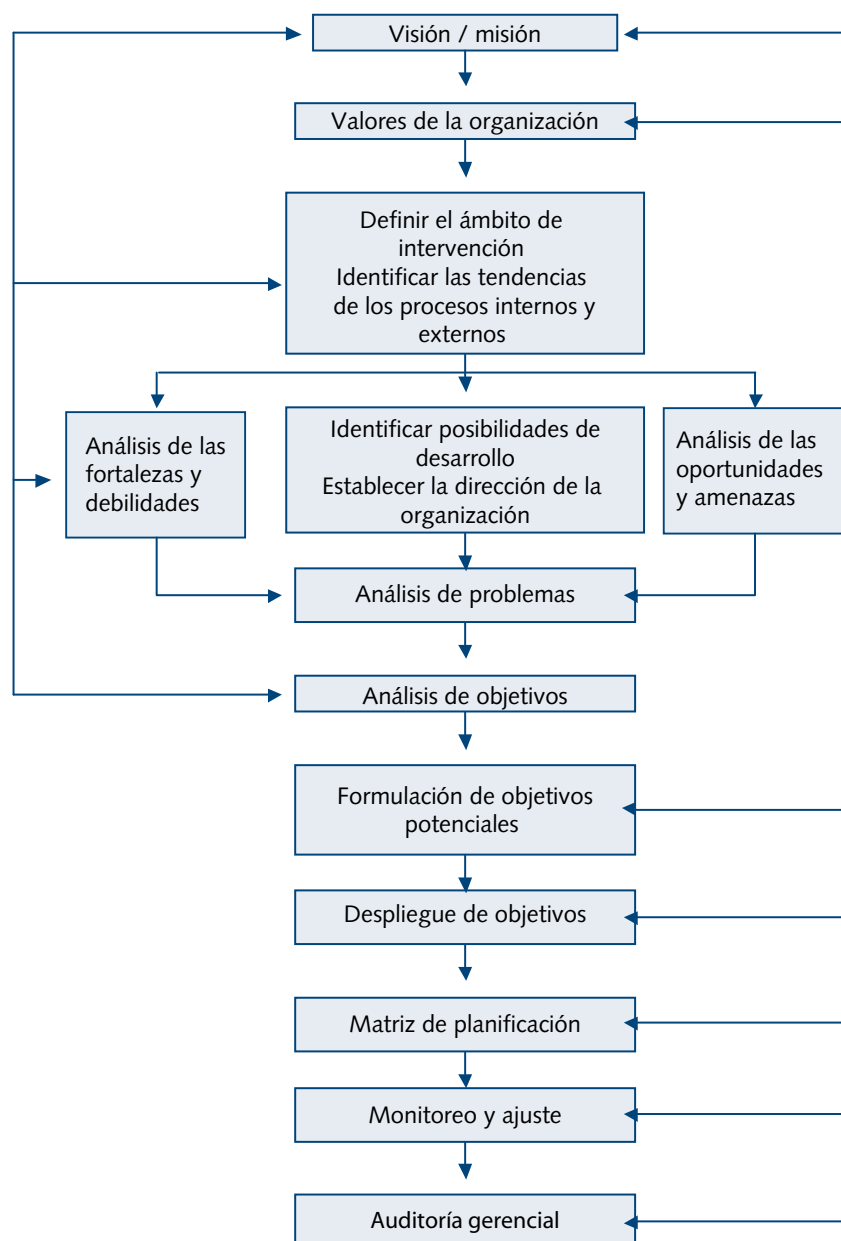 Visión / misión
Valores de la organización
Definir el ámbito de
intervención
Identificar las tendencias
de los procesos internos y
externos
Análisis de las
fortalezas y
debilidades
Identificar posibilidades de
desarrollo
Establecer la dirección de la
organización
Análisis de las
oportunidades
y amenazas
Análisis de problemas
Análisis de objetivos
Formulación de objetivos
potenciales
Despliegue de objetivos
Matriz de planificación
Monitoreo y ajuste
Auditoría gerencial